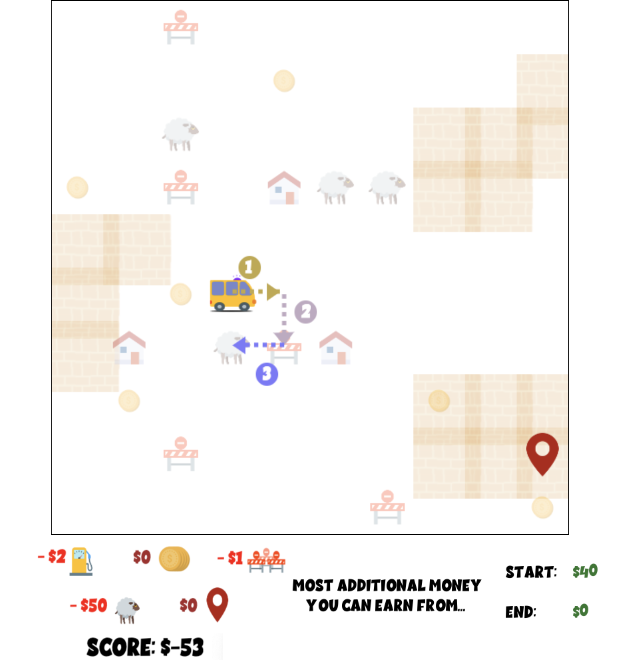 1
2
3
- $2
$0
- $1
- $50
$0
SCORE: $-53
MOST ADDITIONAL MONEY
YOU CAN EARN FROM...
START: $40
END: $0